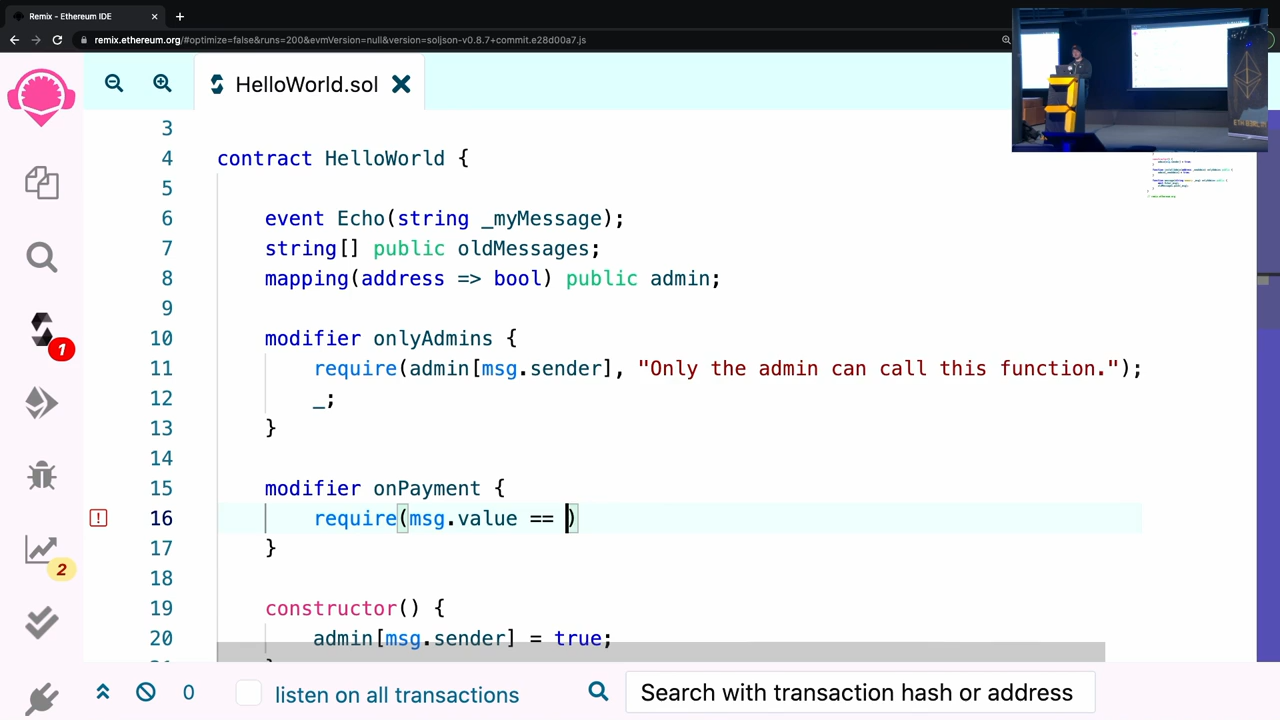 Remix - Ethereum IDE
remix.ethereum.org/#optimize=false&runs=200&evmVersion=null&version=soljson-v0.8.7+commit.e28d00a7.js
HelloWorld.sol
3
4 contract HelloWorld {
5
6 event Echo(string _myMessage);
7 string[] public oldMessages;
8 mapping(address => bool) public admin;
9
10 modifier onlyAdmins {
11 require(admin[msg.sender], "Only the admin can call this function.");
12 _;
13 }
14
15 modifier onPayment {
16 require(msg.value == )
17 }
18
19 constructor() {
20 admin[msg.sender] = true;
1
2
0
listen on all transactions
Search with transaction hash or address